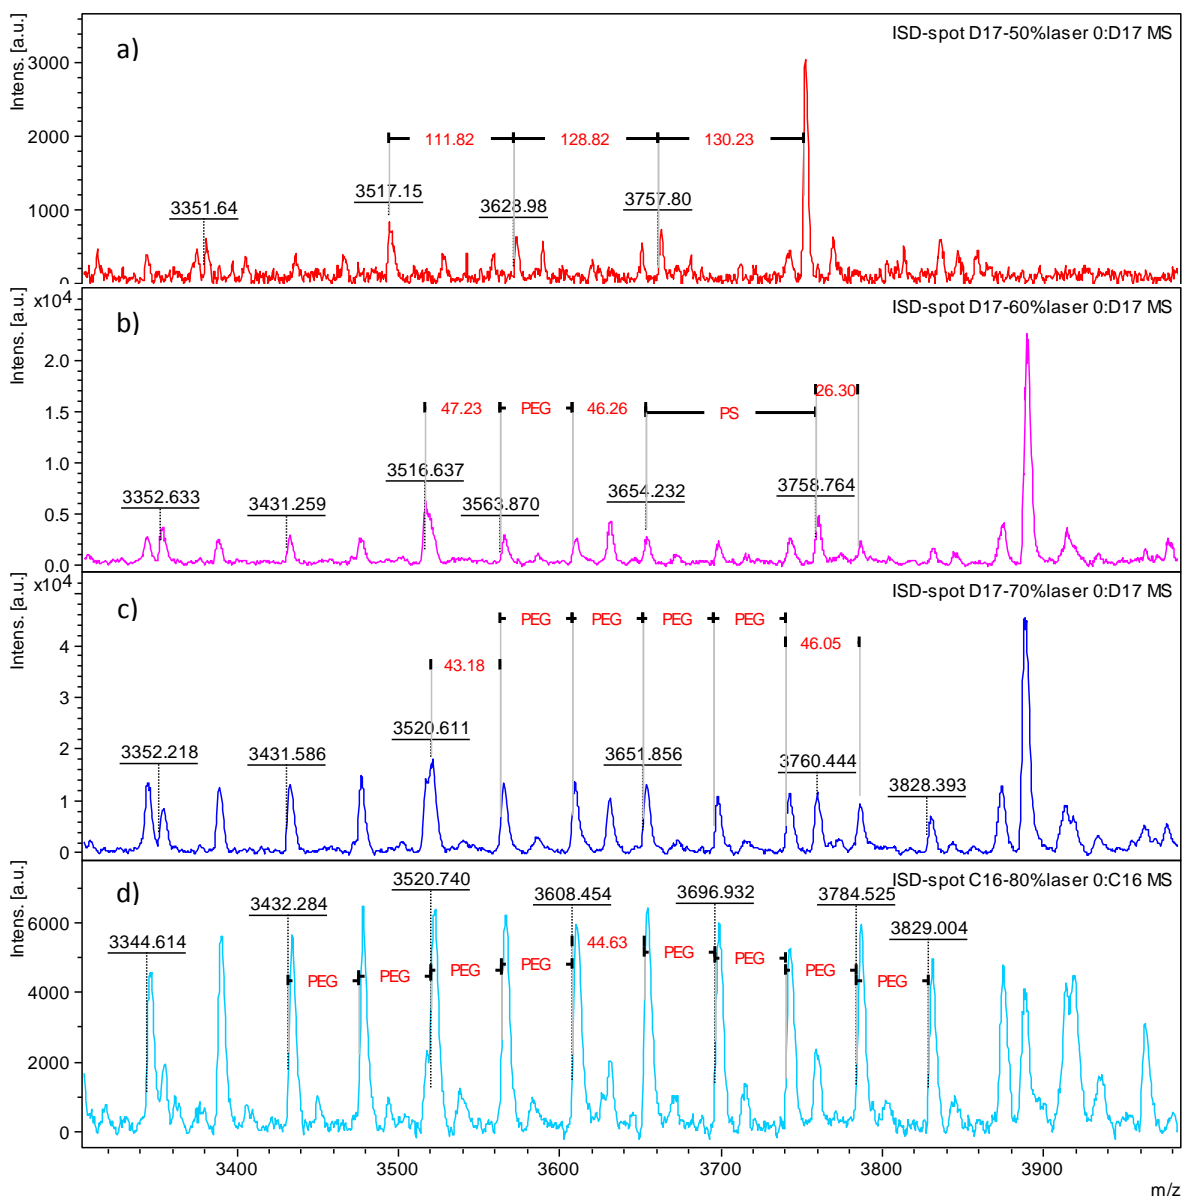 a)
ISD-spot D17-50%laser 0:D17 MS
Intens. [a.u.]
3000
2000
1000
0
111.82
128.82
130.23
3351.64
3517.15
3628.98
3757.80
b)
ISD-spot D17-60%laser 0:D17 MS
Intens. [a.u.]
x10^4
2.0
1.5
1.0
0.5
0.0
47.23
PEG
46.26
PS
26.30
3352.633
3431.259
3516.637
3563.870
3654.232
3758.764
c)
ISD-spot D17-70%laser 0:D17 MS
Intens. [a.u.]
x10^4
4
3
2
1
0
PEG
PEG
PEG
PEG
43.18
46.05
3352.218
3431.586
3520.611
3651.856
3760.444
3828.393
d)
ISD-spot C16-80%laser 0:C16 MS
Intens. [a.u.]
6000
4000
2000
0
3344.614
3432.284
3520.740
3608.454
3696.932
3784.525
3829.004
PEG
PEG
PEG
PEG
44.63
PEG
PEG
PEG
PEG
3400
3500
3600
3700
3800
3900
m/z